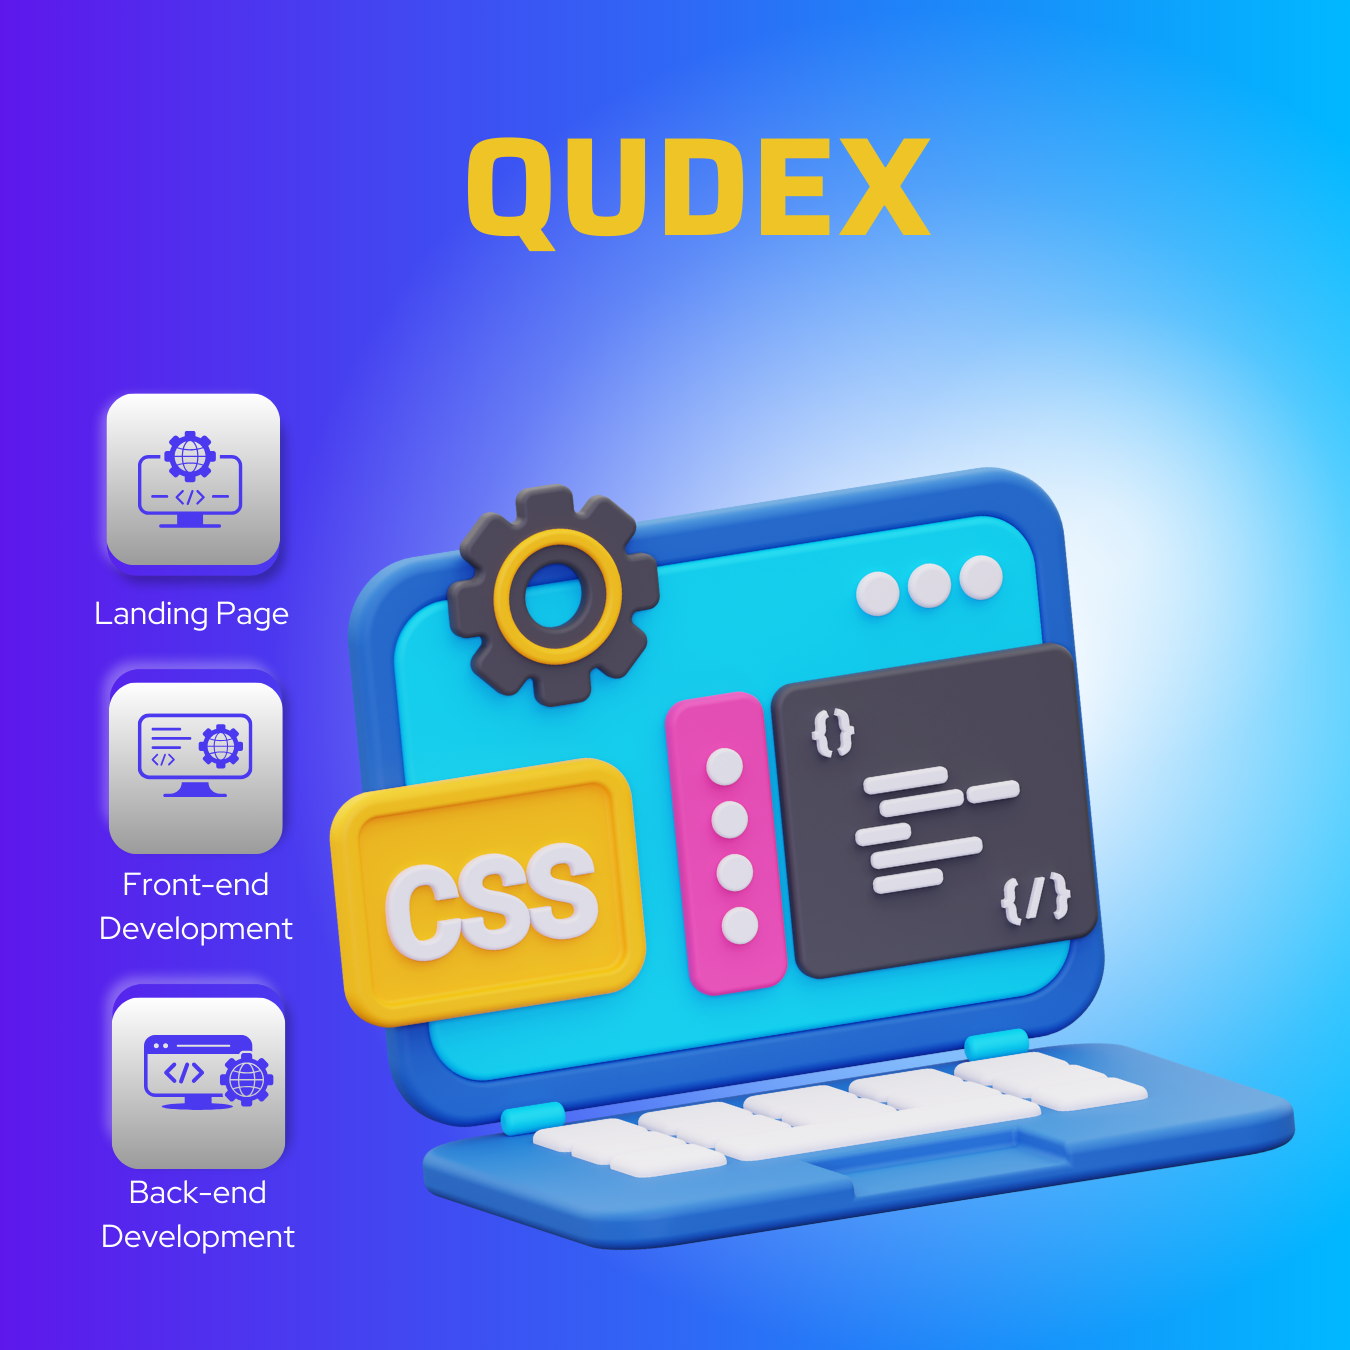 QUDEX
</>
Landing Page
</>
Front-end
Development
</>
Back-end
Development
CSS
{}
{/}